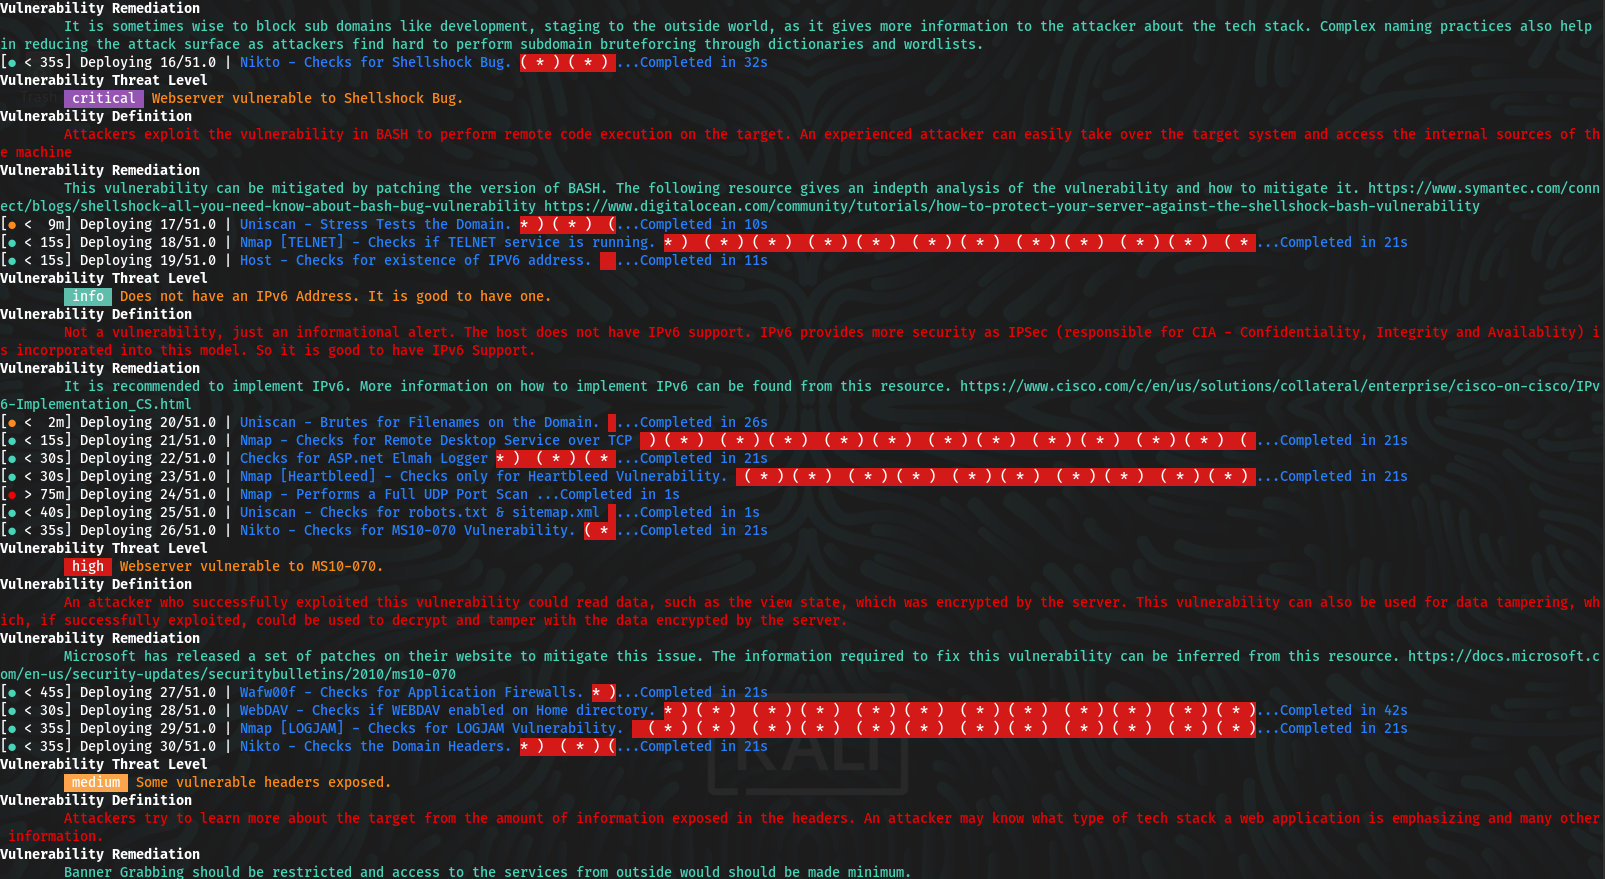 Vulnerability Remediation
It is sometimes wise to block sub domains like development, staging to the outside world, as it gives more information to the attacker about the tech stack. Complex naming practices also help
in reducing the attack surface as attackers find hard to perform subdomain bruteforcing through dictionaries and wordlists.
[● < 35s] Deploying 16/51.0 | Nikto - Checks for Shellshock Bug. ( * ) ( * ) ...Completed in 32s
Vulnerability Threat Level
critical Webserver vulnerable to Shellshock Bug.
Vulnerability Definition
Attackers exploit the vulnerability in BASH to perform remote code execution on the target. An experienced attacker can easily take over the target system and access the internal sources of th
e machine
Vulnerability Remediation
This vulnerability can be mitigated by patching the version of BASH. The following resource gives an indepth analysis of the vulnerability and how to mitigate it. https://www.symantec.com/conn
ect/blogs/shellshock-all-you-need-know-about-bash-bug-vulnerability https://www.digitalocean.com/community/tutorials/how-to-protect-your-server-against-the-shellshock-bash-vulnerability
[● <  9m] Deploying 17/51.0 | Uniscan - Stress Tests the Domain. * ) ( * ) (...Completed in 10s
[● < 15s] Deploying 18/51.0 | Nmap [TELNET] - Checks if TELNET service is running. * )  ( * ) ( * )  ( * ) ( * )  ( * ) ( * )  ( * ) ( * )  ( * ) ( * )  ( * ...Completed in 21s
[● < 15s] Deploying 19/51.0 | Host - Checks for existence of IPV6 address. ...Completed in 11s
Vulnerability Threat Level
info Does not have an IPv6 Address. It is good to have one.
Vulnerability Definition
Not a vulnerability, just an informational alert. The host does not have IPv6 support. IPv6 provides more security as IPSec (responsible for CIA - Confidentiality, Integrity and Availablity) i
s incorporated into this model. So it is good to have IPv6 Support.
Vulnerability Remediation
It is recommended to implement IPv6. More information on how to implement IPv6 can be found from this resource. https://www.cisco.com/c/en/us/solutions/collateral/enterprise/cisco-on-cisco/IPv
6-Implementation_CS.html
[● <  2m] Deploying 20/51.0 | Uniscan - Brutes for Filenames on the Domain. ...Completed in 26s
[● < 15s] Deploying 21/51.0 | Nmap - Checks for Remote Desktop Service over TCP ) ( * )  ( * ) ( * )  ( * ) ( * )  ( * ) ( * )  ( * ) ( * )  ( * ) ( * )  ( ...Completed in 21s
[● < 30s] Deploying 22/51.0 | Checks for ASP.net Elmah Logger * )  ( * ) ( * ...Completed in 21s
[● < 30s] Deploying 23/51.0 | Nmap [Heartbleed] - Checks only for Heartbleed Vulnerability. ( * ) ( * )  ( * ) ( * )  ( * ) ( * )  ( * ) ( * )  ( * ) ( * ) ...Completed in 21s
[● > 75m] Deploying 24/51.0 | Nmap - Performs a Full UDP Port Scan ...Completed in 1s
[● < 40s] Deploying 25/51.0 | Uniscan - Checks for robots.txt & sitemap.xml ...Completed in 1s
[● < 35s] Deploying 26/51.0 | Nikto - Checks for MS10-070 Vulnerability. ( * ...Completed in 21s
Vulnerability Threat Level
high Webserver vulnerable to MS10-070.
Vulnerability Definition
An attacker who successfully exploited this vulnerability could read data, such as the view state, which was encrypted by the server. This vulnerability can also be used for data tampering, wh
ich, if successfully exploited, could be used to decrypt and tamper with the data encrypted by the server.
Vulnerability Remediation
Microsoft has released a set of patches on their website to mitigate this issue. The information required to fix this vulnerability can be inferred from this resource. https://docs.microsoft.c
om/en-us/security-updates/securitybulletins/2010/ms10-070
[● < 45s] Deploying 27/51.0 | Wafw00f - Checks for Application Firewalls. * )...Completed in 21s
[● < 30s] Deploying 28/51.0 | WebDAV - Checks if WEBDAV enabled on Home directory. * ) ( * )  ( * ) ( * )  ( * ) ( * )  ( * ) ( * )  ( * ) ( * )  ( * ) ( * )...Completed in 42s
[● < 35s] Deploying 29/51.0 | Nmap [LOGJAM] - Checks for LOGJAM Vulnerability. ( * ) ( * )  ( * ) ( * )  ( * ) ( * )  ( * ) ( * )  ( * ) ( * )  ( * ) ( * )...Completed in 21s
[● < 35s] Deploying 30/51.0 | Nikto - Checks the Domain Headers. * )  ( * ) (...Completed in 21s
Vulnerability Threat Level
medium Some vulnerable headers exposed.
Vulnerability Definition
Attackers try to learn more about the target from the amount of information exposed in the headers. An attacker may know what type of tech stack a web application is emphasizing and many other
information.
Vulnerability Remediation
Banner Grabbing should be restricted and access to the services from outside would should be made minimum.
KALI